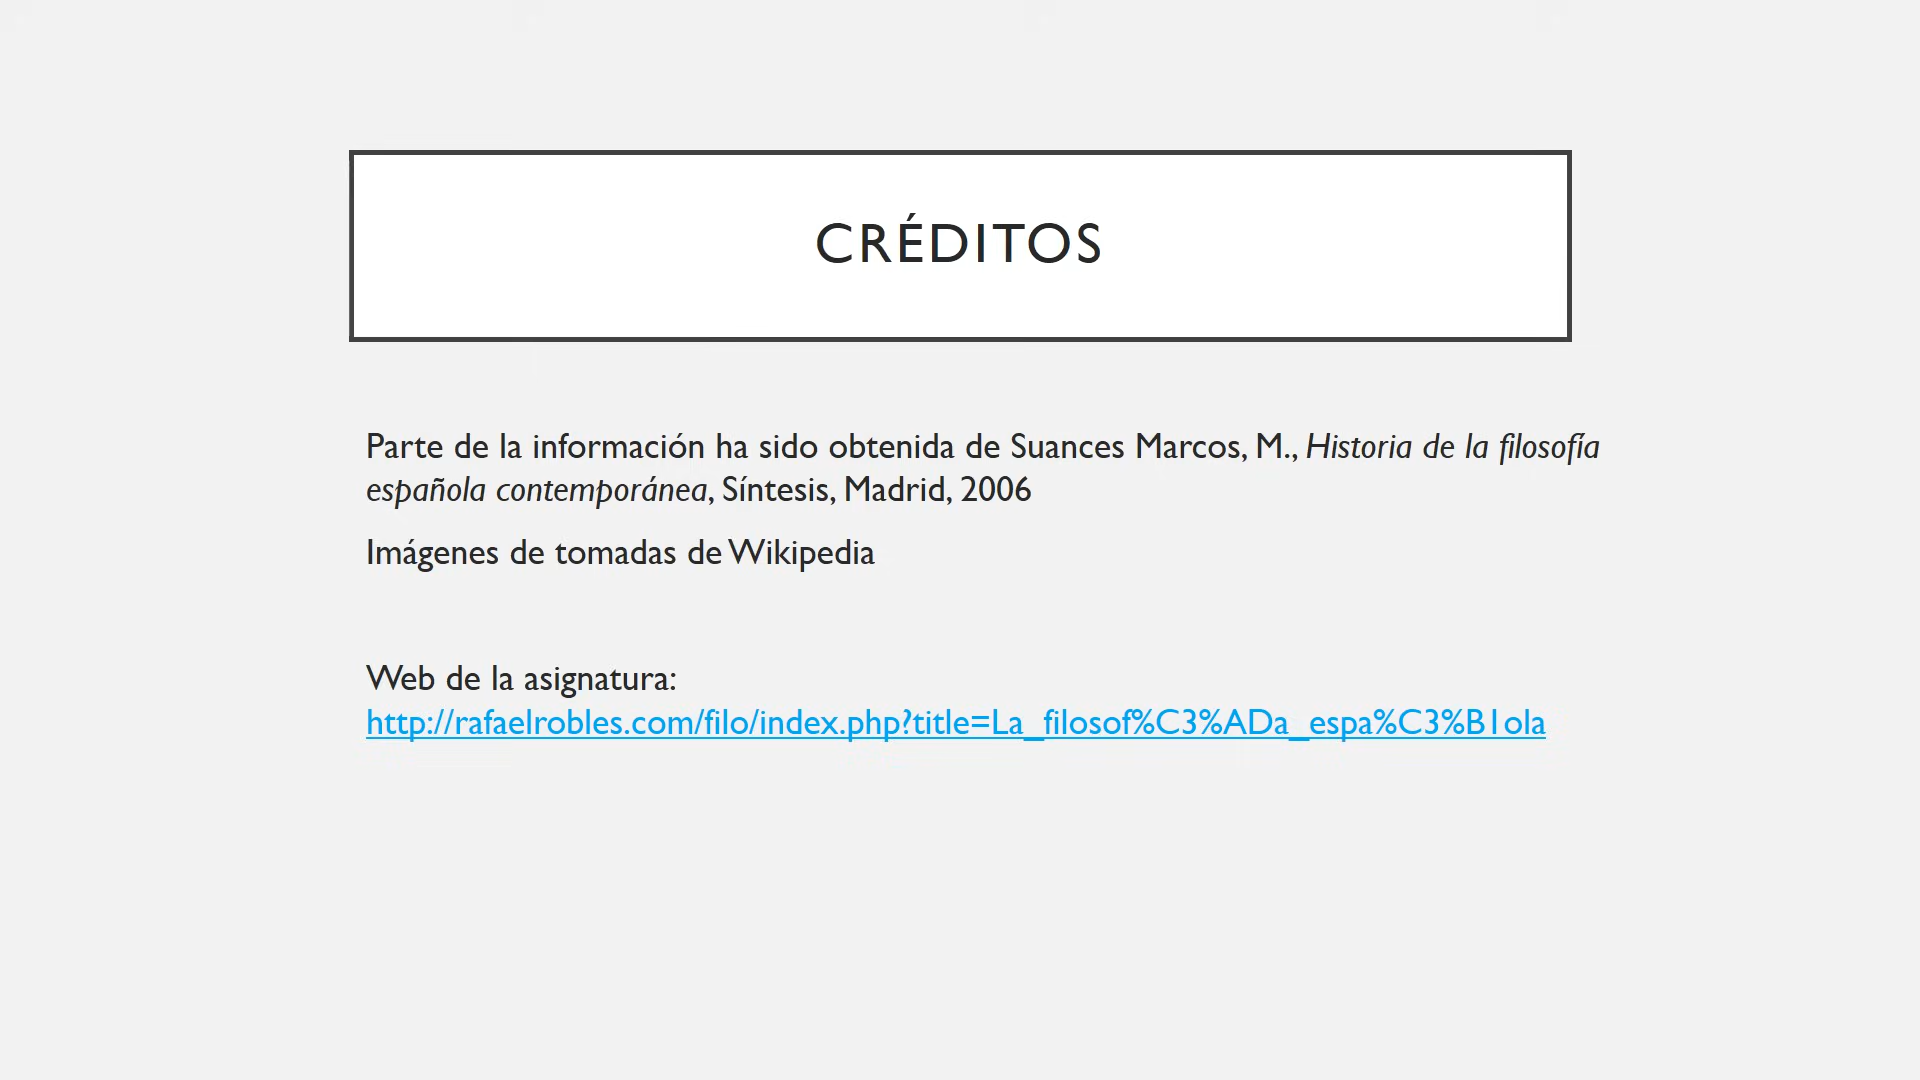 CRÉDITOS
Parte de la información ha sido obtenida de Suances Marcos, M., Historia de la filosofía
española contemporánea, Síntesis, Madrid, 2006
Imágenes de tomadas de Wikipedia
Web de la asignatura:
http://rafaelrobles.com/filo/index.php?title=La_filosof%C3%ADa_espa%C3%B1ola